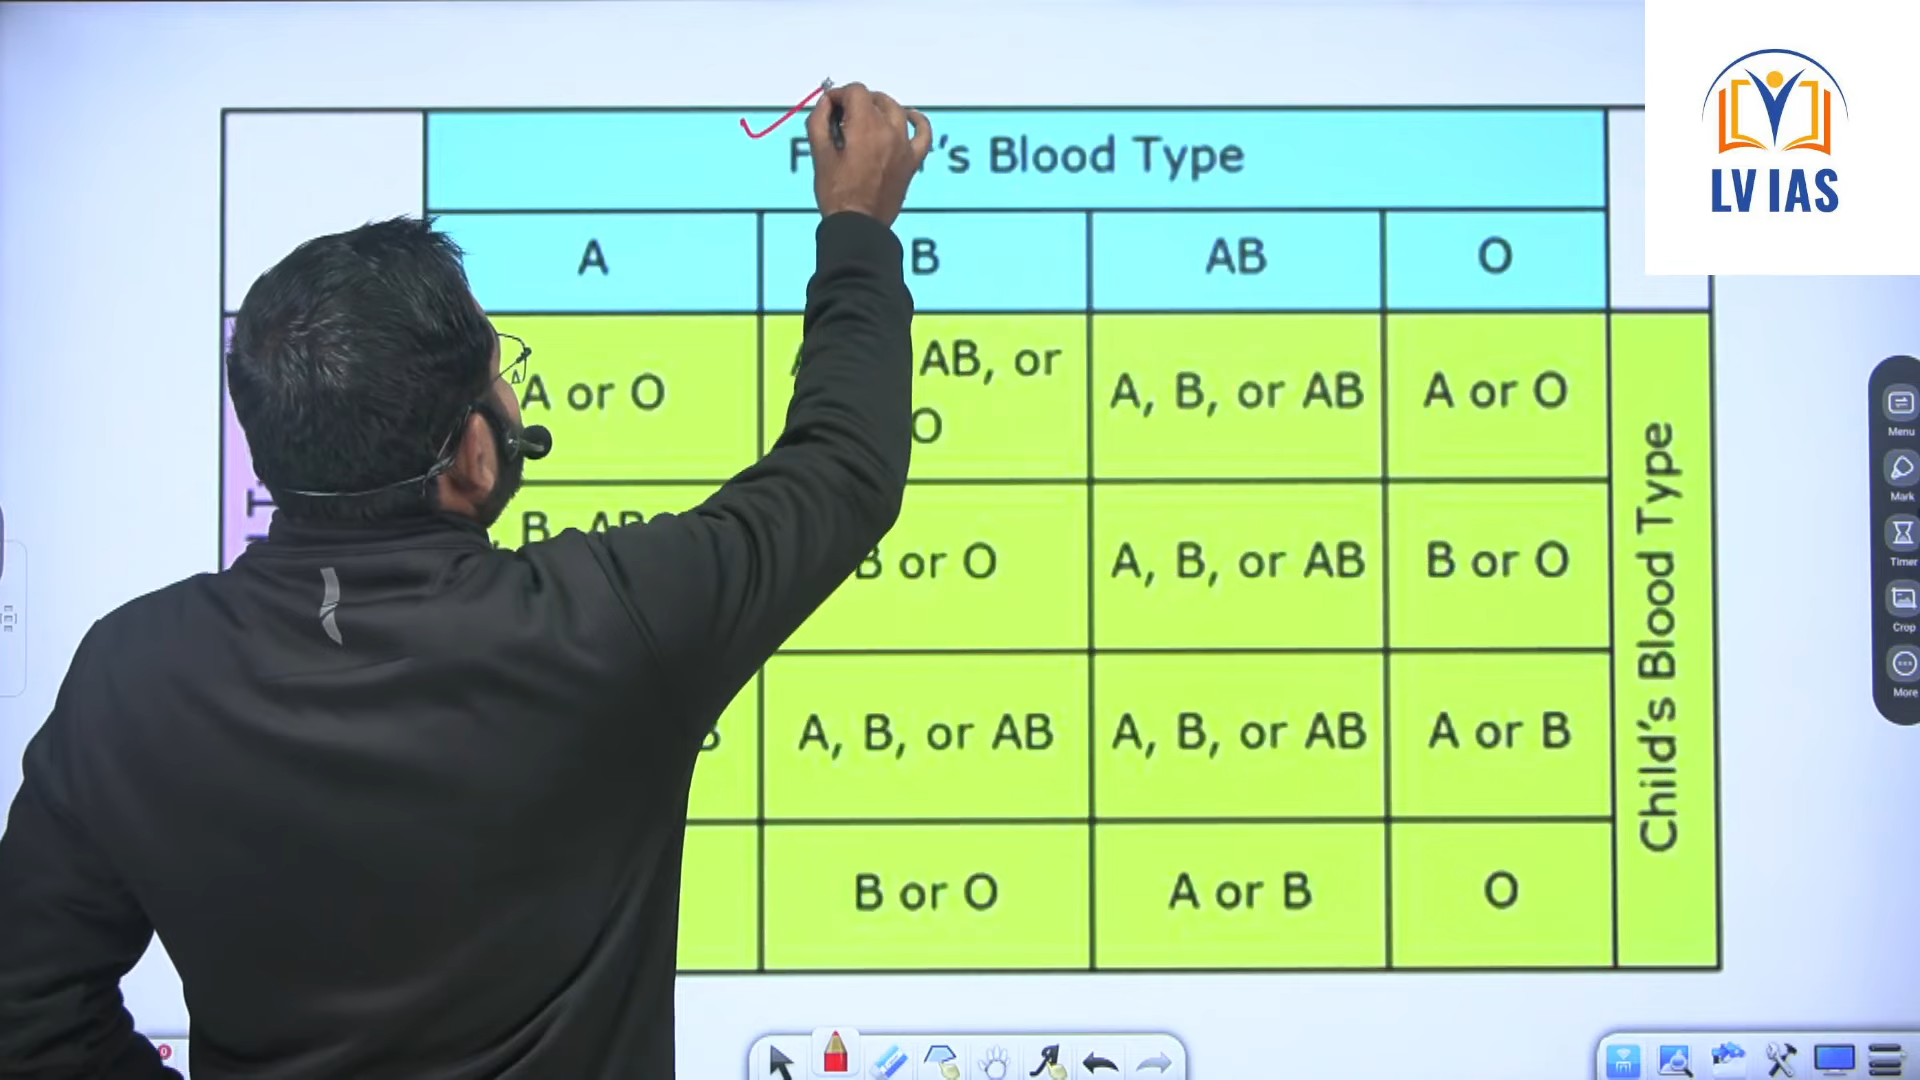 LV IAS
's Blood Type
A
B
AB
O
A or O
AB, or
O
A, B, or AB
A or O
B or O
A, B, or AB
B or O
A, B, or AB
A, B, or AB
A or B
B or O
A or B
O
Child's Blood Type
Menu
Mark
Timer
Crop
More